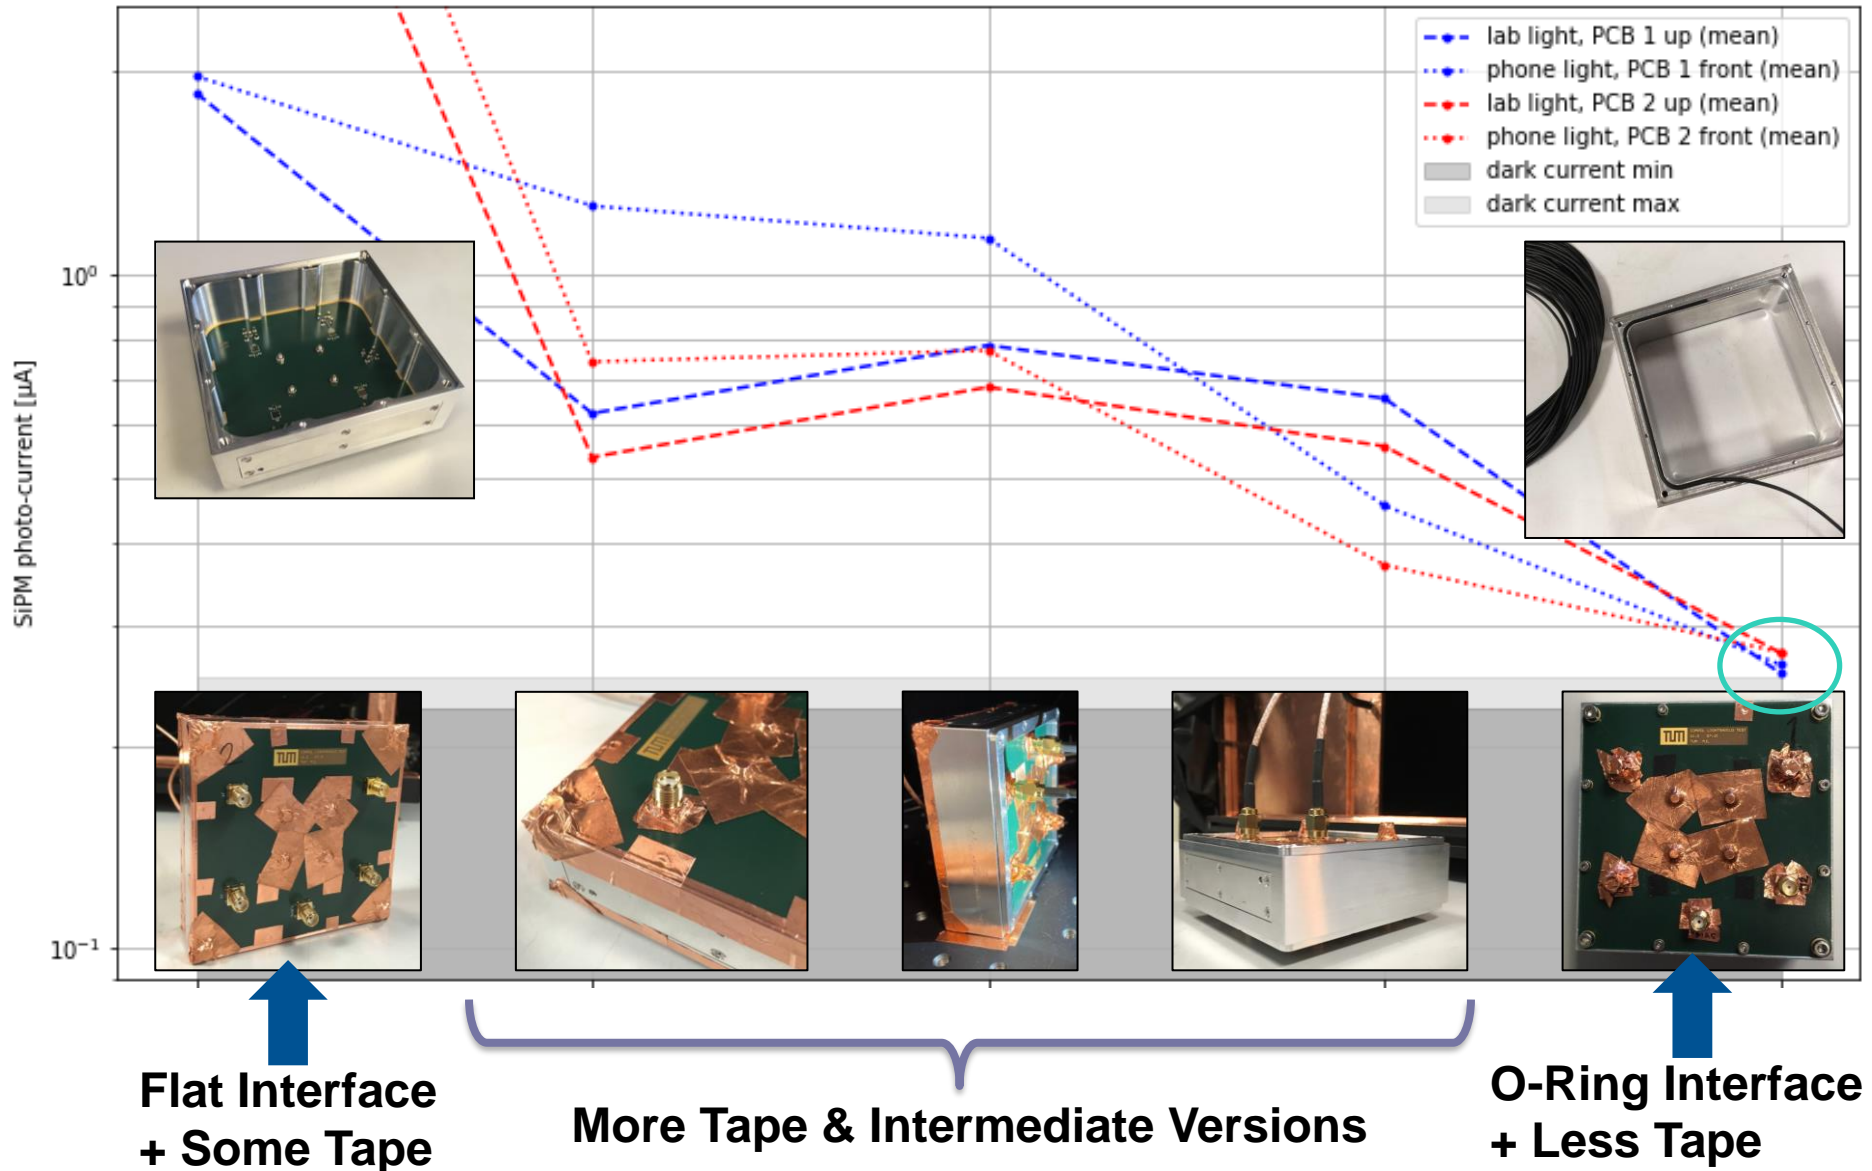 lab light, PCB 1 up (mean)
phone light, PCB 1 front (mean)
lab light, PCB 2 up (mean)
phone light, PCB 2 front (mean)
dark current min
dark current max
10⁰
SiPM photo-current [µA]
10⁻¹
TUM
TUM
Flat Interface
+ Some Tape
More Tape & Intermediate Versions
O-Ring Interface
+ Less Tape